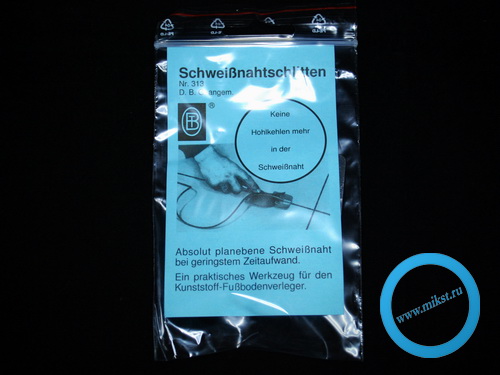 Schweißnahtschlitten
Nr. 313
D. B.
®
Keine
Hohlkehlen mehr
in der
Schweißnaht
Absolut planebene Schweißnaht
bei geringstem Zeitaufwand.
Ein praktisches Werkzeug für den
Kunststoff-Fußbodenverleger.
www.mikst.ru